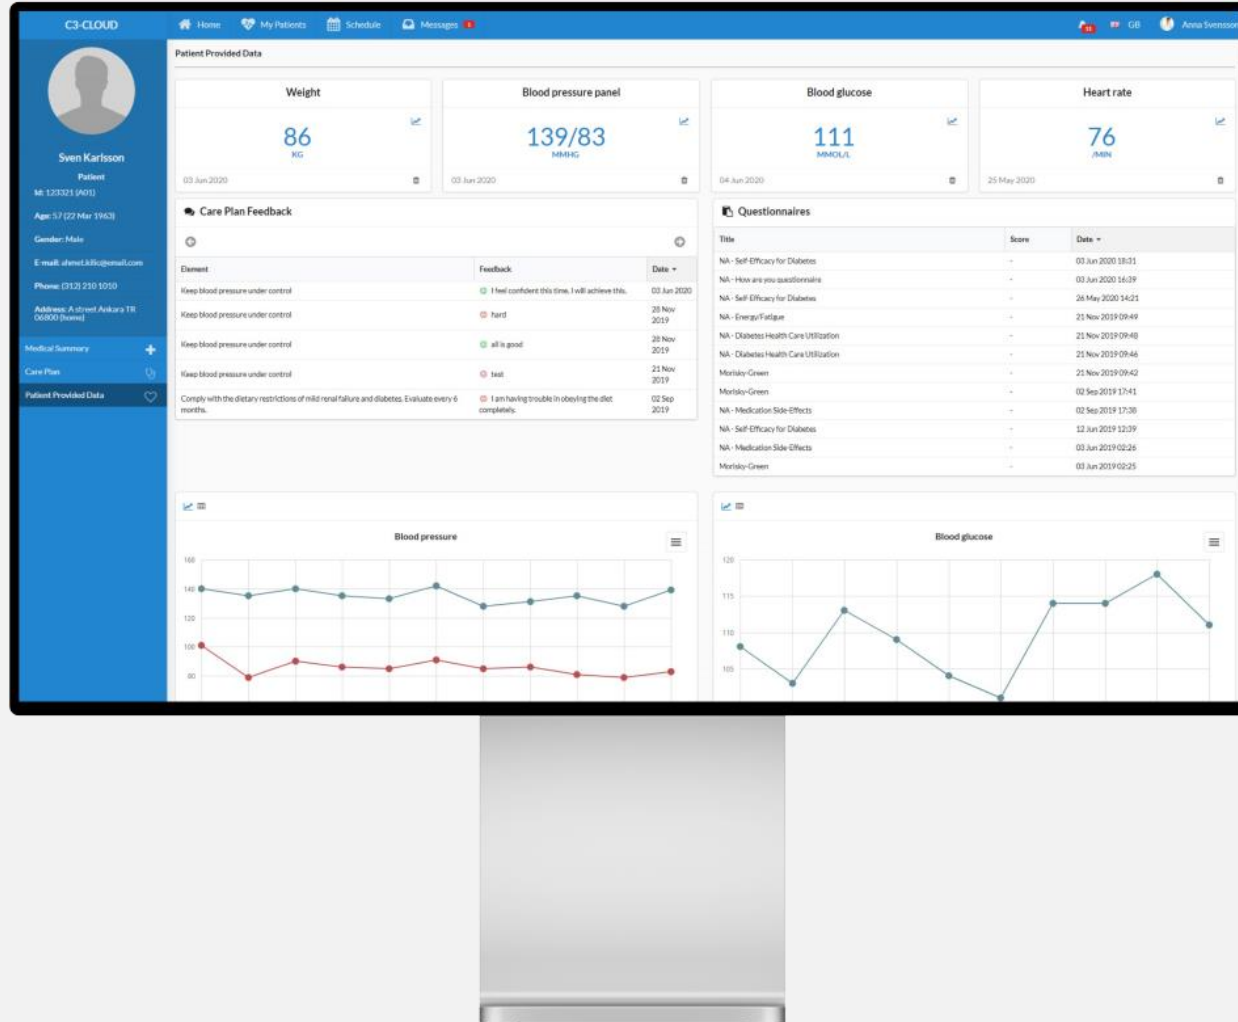 C3-CLOUD
Home My Patients Schedule Messages
GB Anna Svensson
Sven Karlsson
Patient
Id: 123321 (A01)
Age: 57 (22 Mar 1963)
Gender: Male
E-mail: ahmet.kilic@email.com
Phone: (312) 210 1010
Address: A street Ankara TR
06800 (home)
Medical Summary
Care Plan
Patient Provided Data
Patient Provided Data
Weight
86
KG
03 Jun 2020
Blood pressure panel
139/83
MMHG
03 Jun 2020
Blood glucose
111
MMOL/L
04 Jun 2020
Heart rate
76
/MIN
25 May 2020
Care Plan Feedback
Element Feedback Date
Keep blood pressure under control I feel confident this time. I will achieve this. 03 Jun 2020
Keep blood pressure under control hard 28 Nov
2019
Keep blood pressure under control all is good 28 Nov
2019
Keep blood pressure under control test 21 Nov
2019
Comply with the dietary restrictions of mild renal failure and diabetes. Evaluate every 6 I am having trouble in obeying the diet 02 Sep
months. completely. 2019
Questionnaires
Title Score Date
NA - Self-Efficacy for Diabetes - 03 Jun 2020 18:31
NA - How are you questionnaire - 03 Jun 2020 16:39
NA - Self-Efficacy for Diabetes - 26 May 2020 14:21
NA - Energy/Fatigue - 21 Nov 2019 09:49
NA - Diabetes Health Care Utilization - 21 Nov 2019 09:48
NA - Diabetes Health Care Utilization - 21 Nov 2019 09:46
Morisky-Green - 21 Nov 2019 09:42
Morisky-Green - 02 Sep 2019 17:41
NA - Medication Side-Effects - 02 Sep 2019 17:38
NA - Self-Efficacy for Diabetes - 12 Jun 2019 12:39
NA - Medication Side-Effects - 03 Jun 2019 02:26
Morisky-Green - 03 Jun 2019 02:25
Blood pressure
160
140
120
100
80
Blood glucose
120
115
110
105